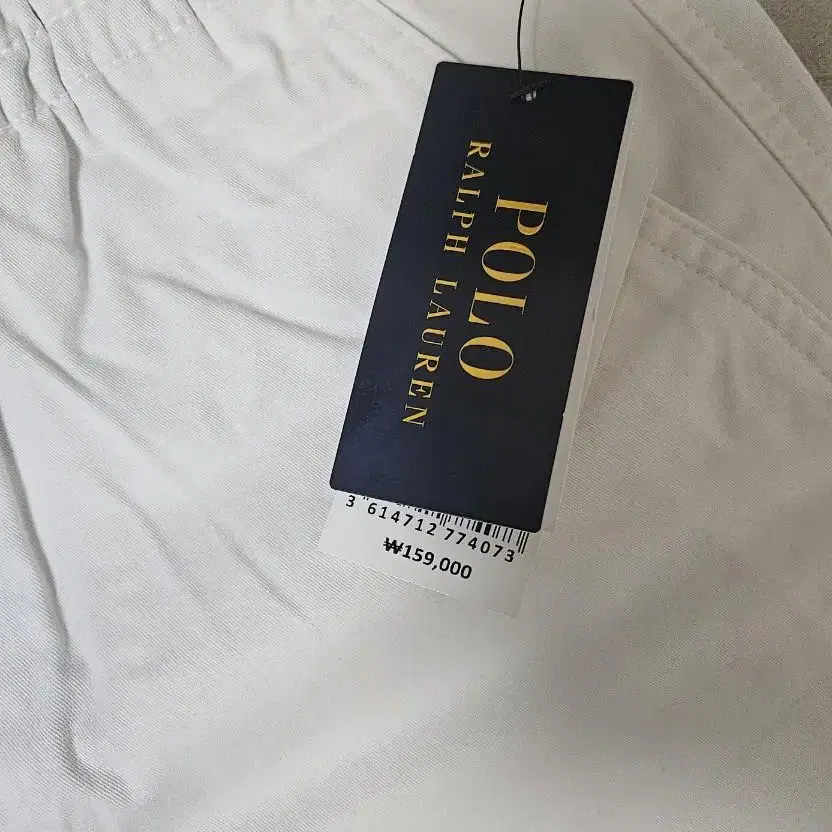 POLO
RALPH LAUREN
3 614712 774073
₩159,000